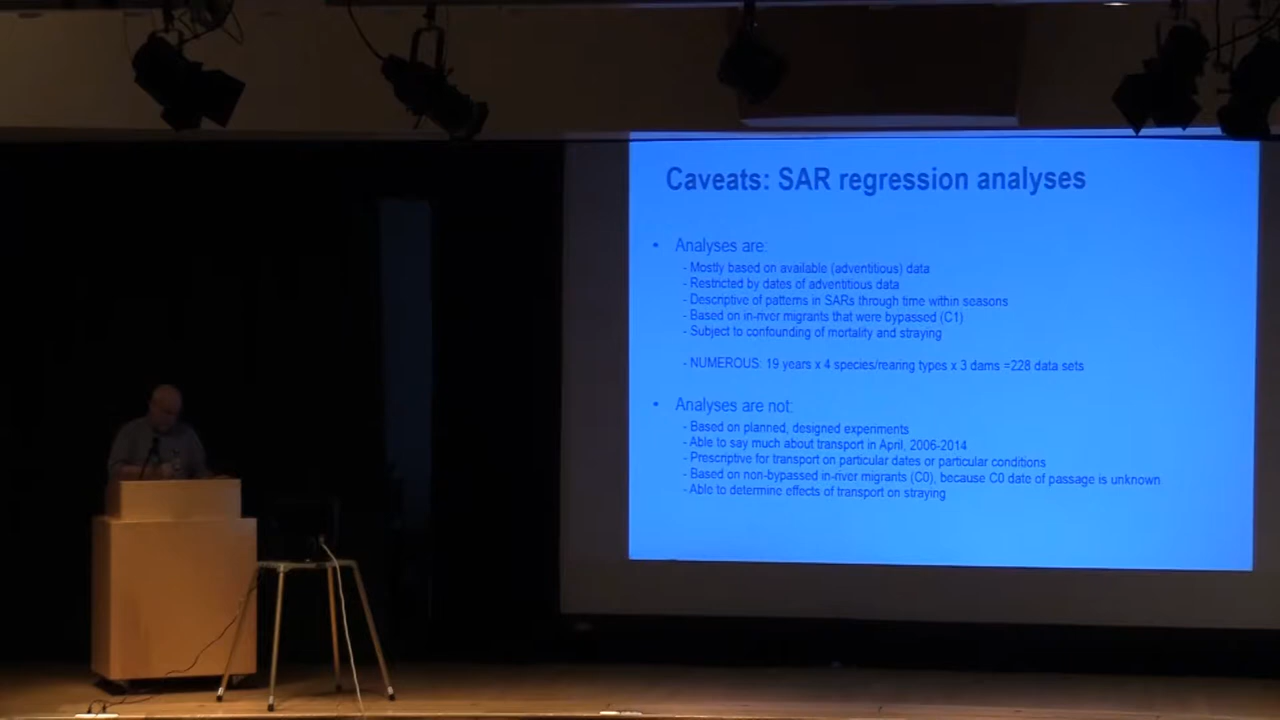 Caveats: SAR regression analyses
• Analyses are:
- Mostly based on available (adventitious) data
- Restricted by dates of adventitious data
- Descriptive of patterns in SARs through time within seasons
- Based on in-river migrants that were bypassed (C1)
- Subject to confounding of mortality and straying
- NUMEROUS: 19 years x 4 species/rearing types x 3 dams =228 data sets
• Analyses are not:
- Based on planned, designed experiments
- Able to say much about transport in April, 2006-2014
- Prescriptive for transport on particular dates or particular conditions
- Based on non-bypassed in-river migrants (C0), because C0 date of passage is unknown
- Able to determine effects of transport on straying